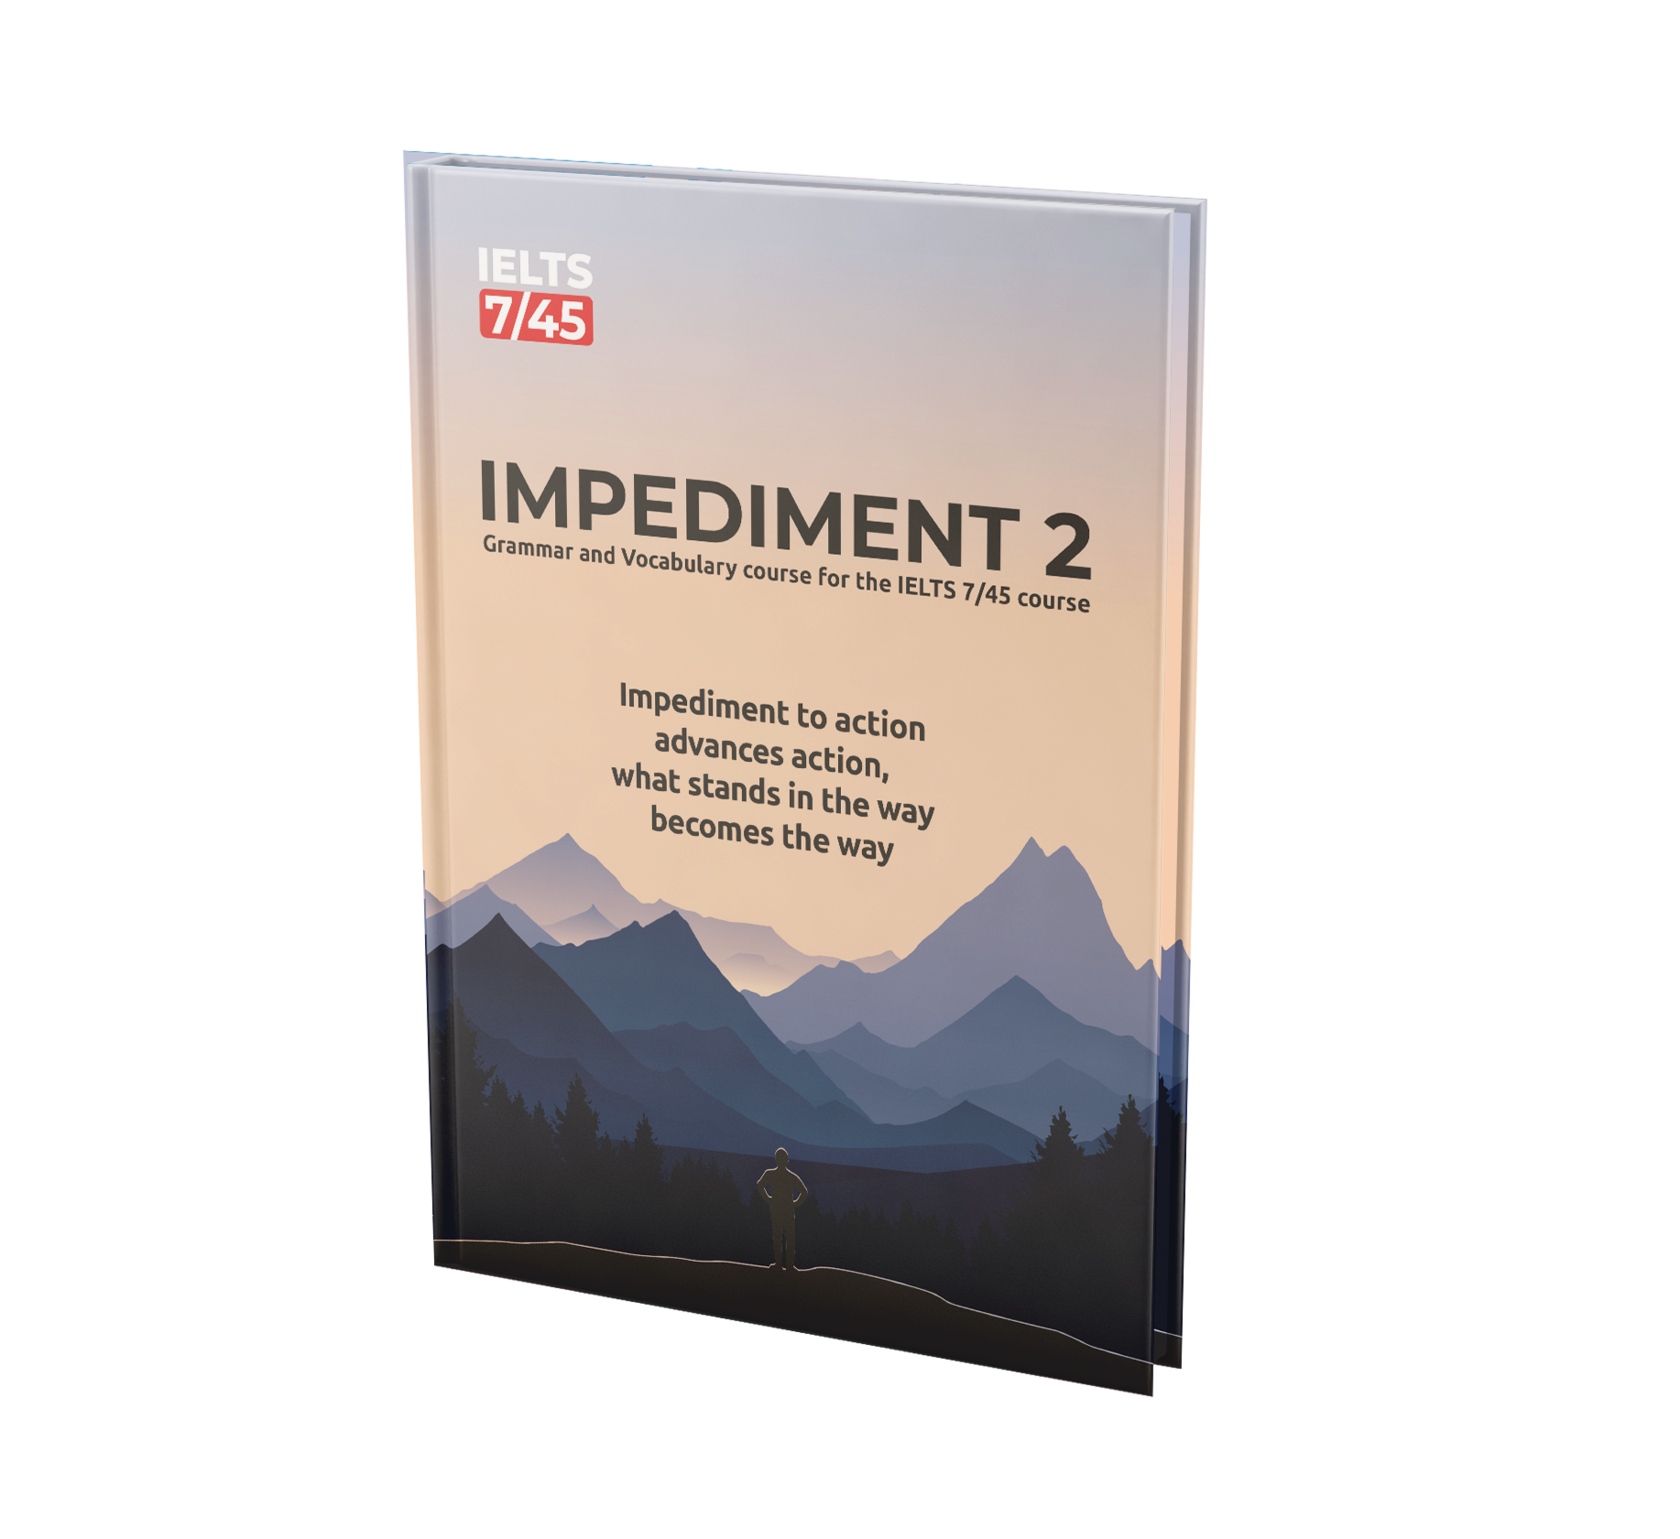 IELTS
7/45
IMPEDIMENT 2
Grammar and Vocabulary course for the IELTS 7/45 course
Impediment to action
advances action,
what stands in the way
becomes the way